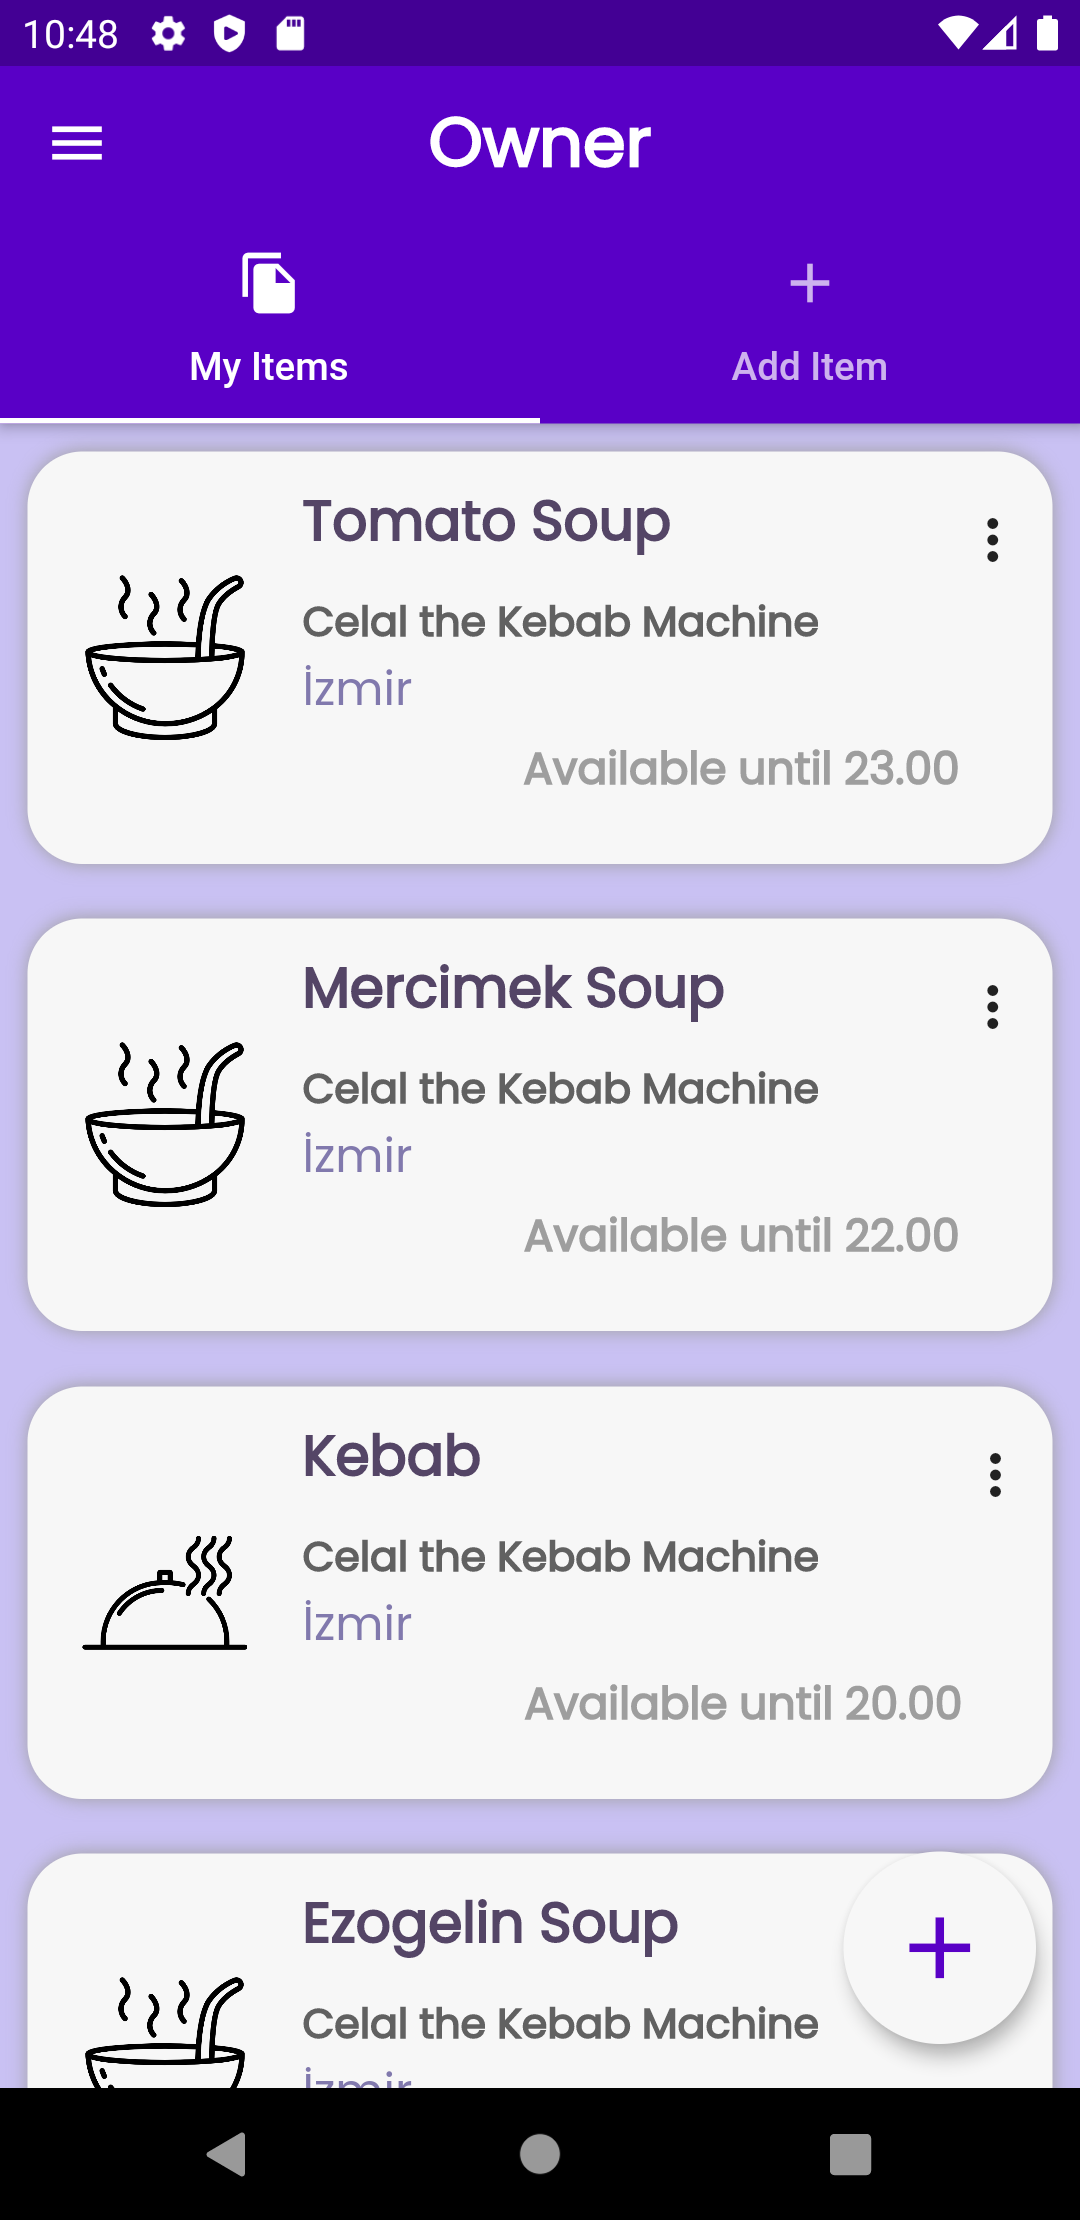 10:48
Owner
My Items
Add Item
Tomato Soup
Celal the Kebab Machine
İzmir
Available until 23.00
Mercimek Soup
Celal the Kebab Machine
İzmir
Available until 22.00
Kebab
Celal the Kebab Machine
İzmir
Available until 20.00
Ezogelin Soup
Celal the Kebab Machine
İzmir